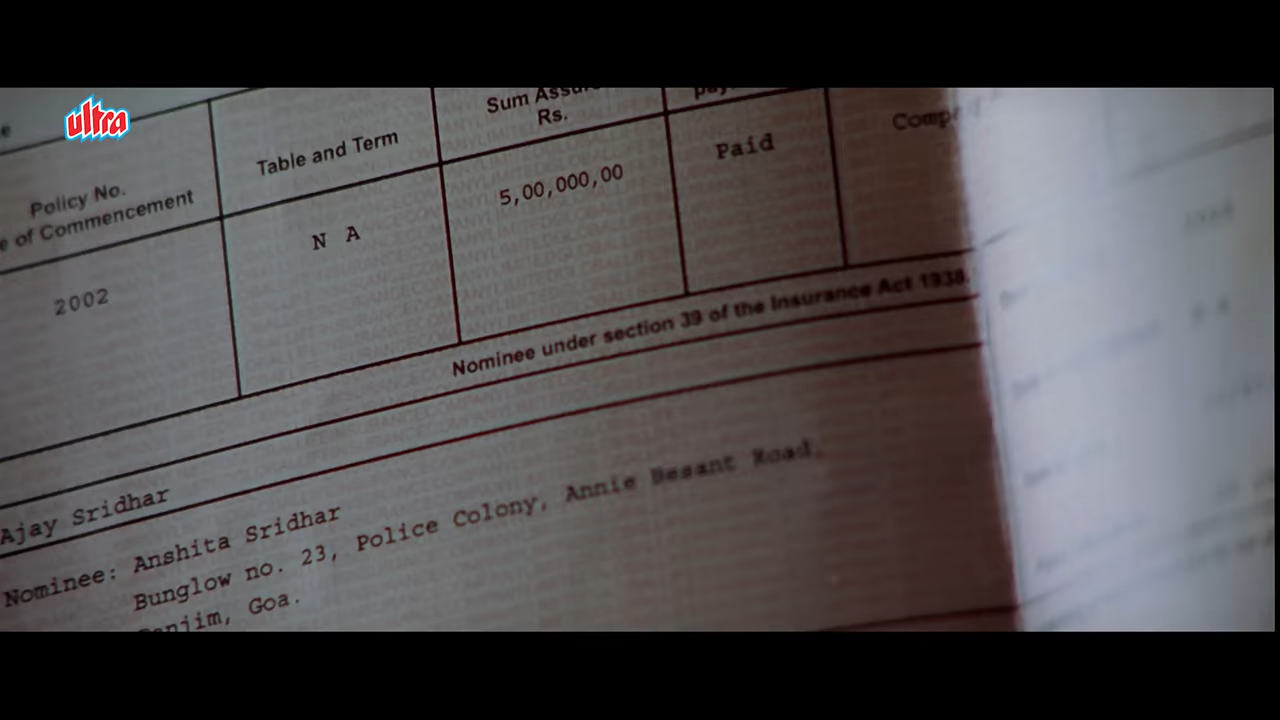 ultra
Sum
Rs.
Table and Term
Policy No.
of Commencement
Paid
5,00,000,00
N A
2002
Nominee under section 39 of the Insurance Act 1938.
Ajay Sridhar
Nominee: Anshita Sridhar
Bunglow no. 23, Police Colony, Annie Besant Road,
Goa.